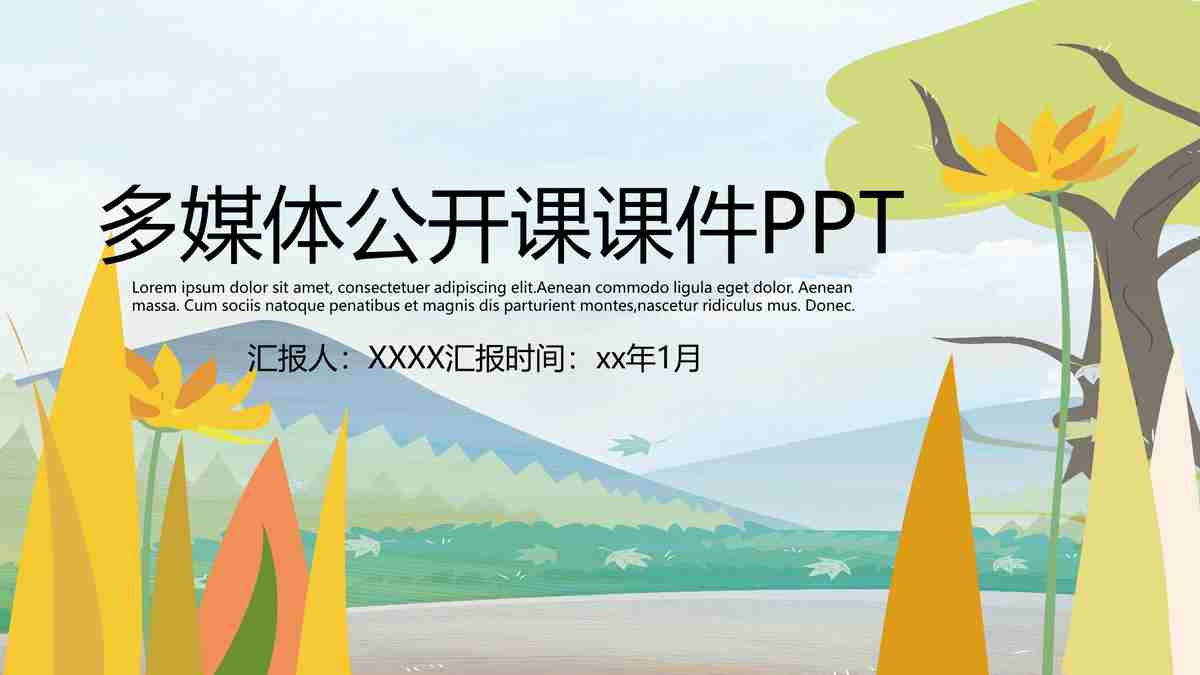 多媒体公开课课件PPT
Lorem ipsum dolor sit amet, consectetuer adipiscing elit.Aenean commodo ligula eget dolor. Aenean
massa. Cum sociis natoque penatibus et magnis dis parturient montes,nascetur ridiculus mus. Donec.
汇报人：XXXX汇报时间：xx年1月